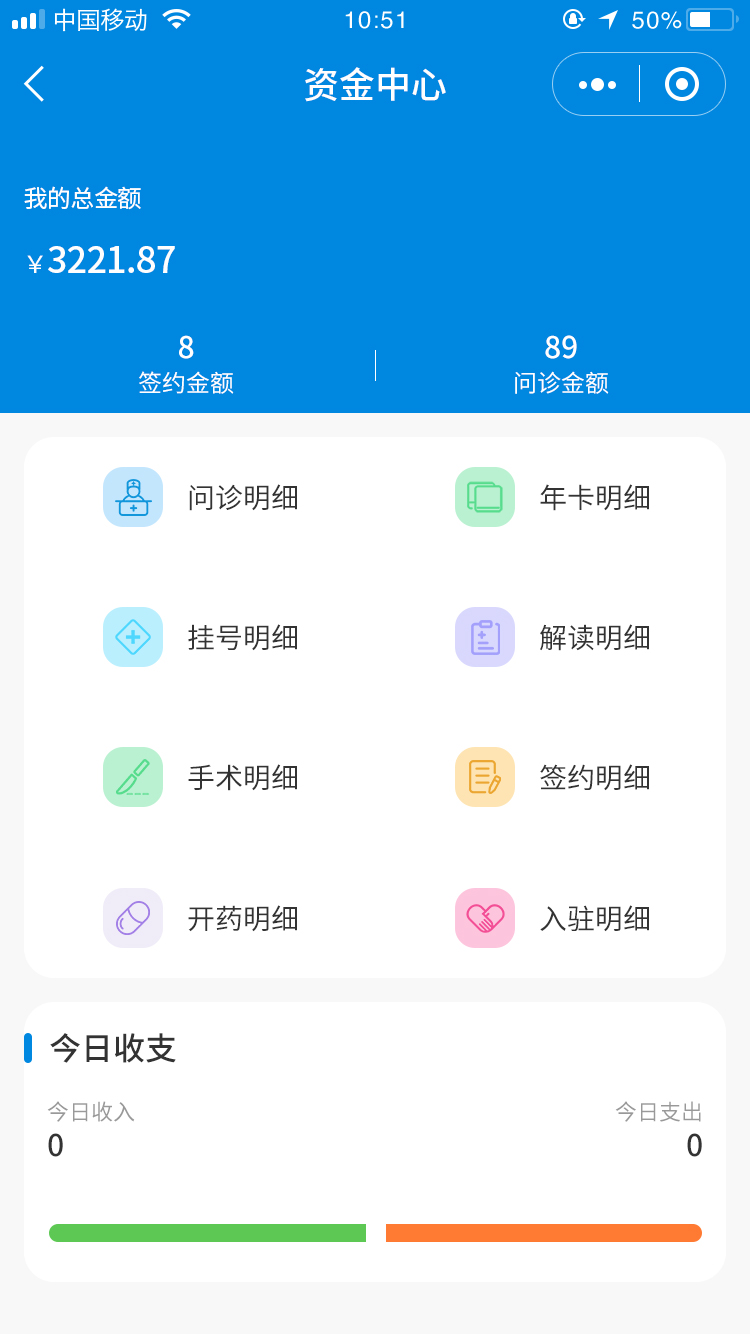 中国移动 10:51 50%
资金中心
我的总金额
¥3221.87
8 89
签约金额 问诊金额
问诊明细 年卡明细
挂号明细 解读明细
手术明细 签约明细
开药明细 入驻明细
今日收支
今日收入 今日支出
0 0